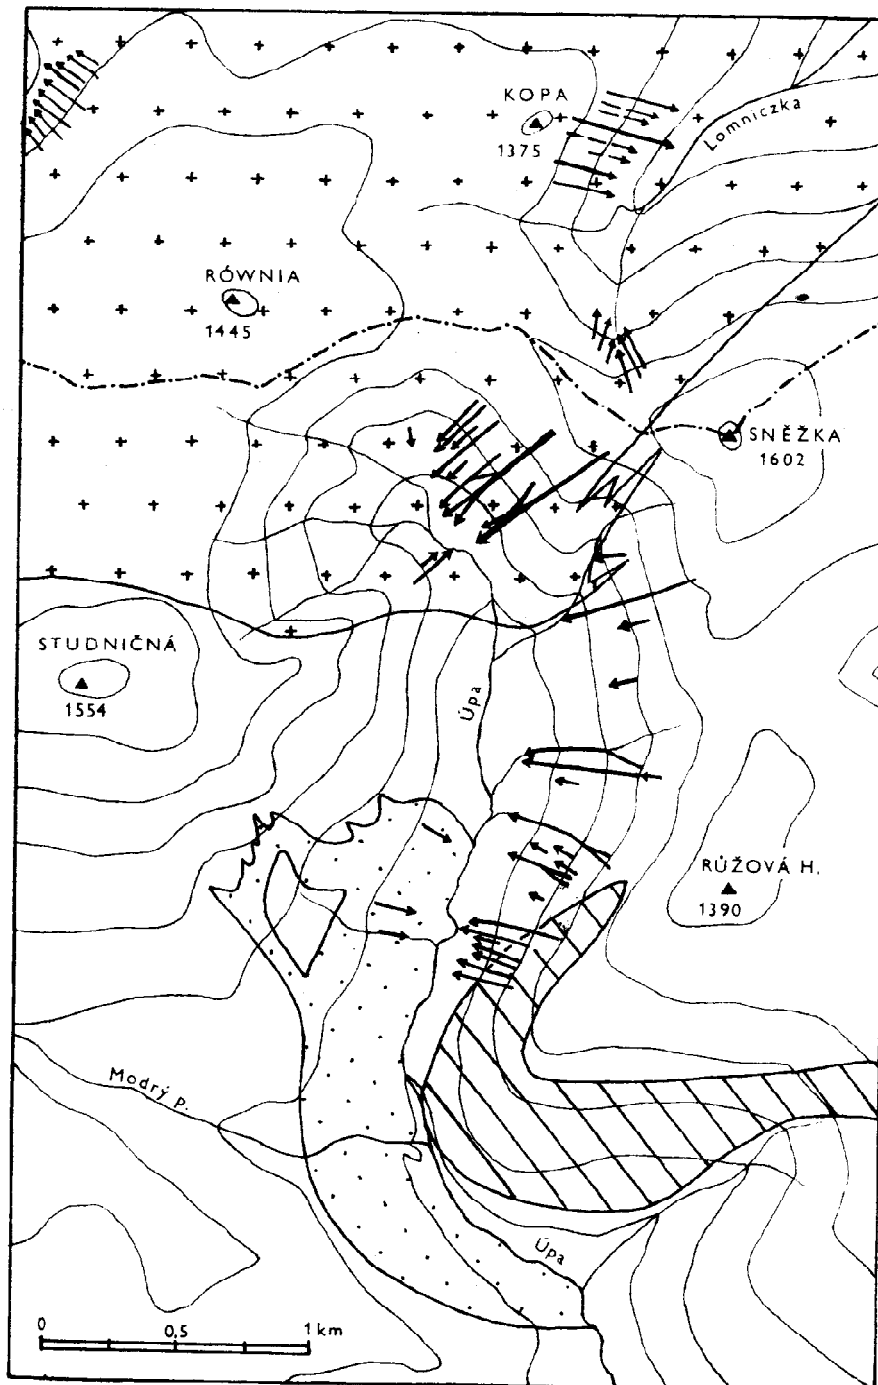 KOPA
1375
Lomniczka
RÓWNIA
1445
SNĚŽKA
1602
STUDNIČNÁ
1554
Úpa
RŮŽOVÁ H.
1390
Modrý p.
Úpa
0 0,5 1 km